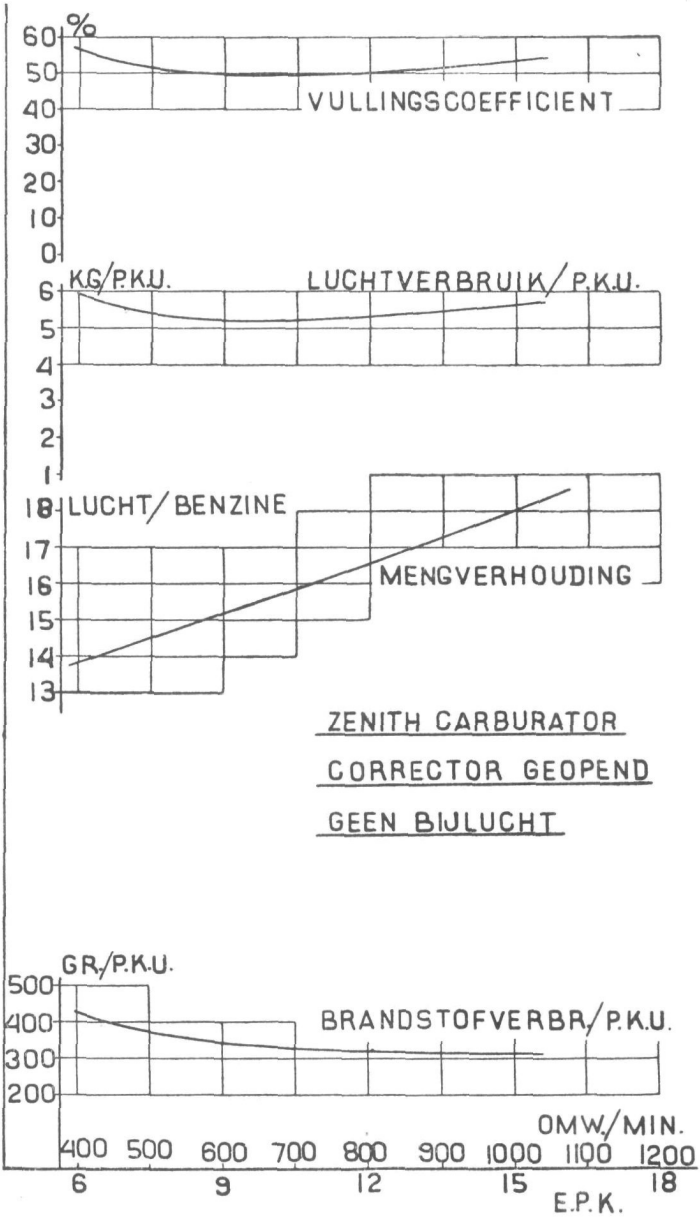 %
60
50
40
30
20
10
0
VULLINGSCOEFFICIENT
KG/P.K.U. LUCHTVERBRUIK/P.K.U.
6
5
4
3
2
1
LUCHT/BENZINE
18
17
16
15
14
13
MENGVERHOUDING
ZENITH CARBURATOR
CORRECTOR GEOPEND
GEEN BIJLUCHT
GR./P.K.U.
500
400
300
200
BRANDSTOFVERBR/P.K.U.
OMW./MIN.
400 500 600 700 800 900 1000 1100 1200
6 9 12 15 18
E.P.K.